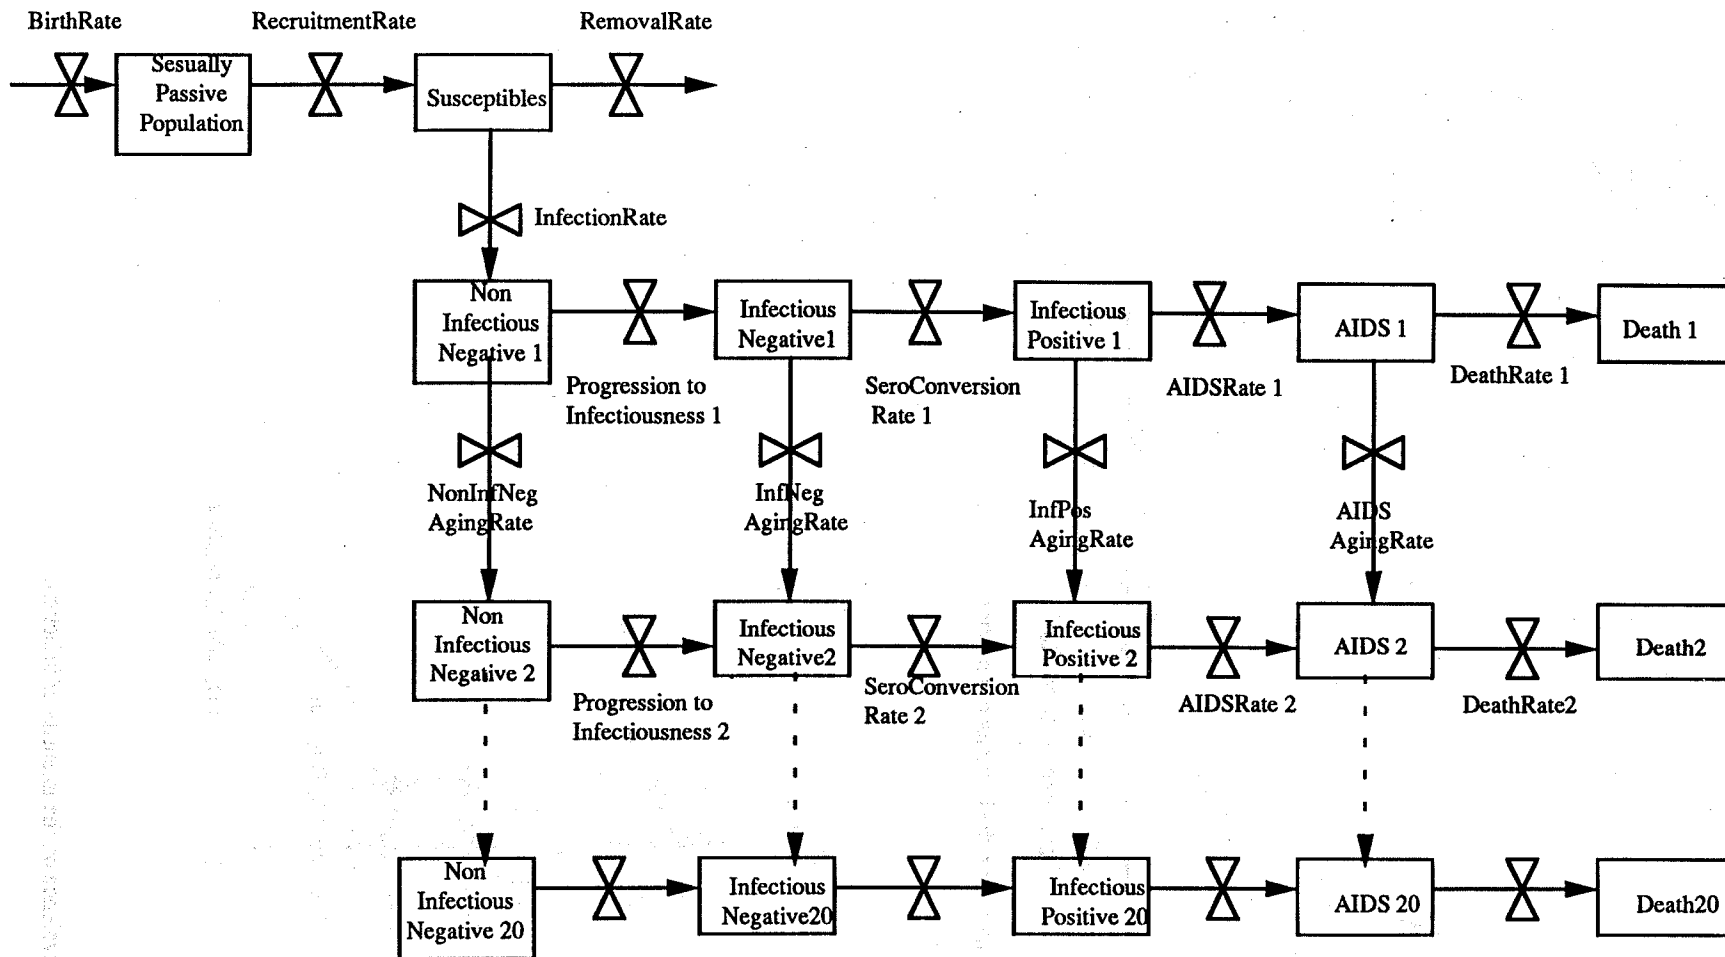 BirthRate
RecruitmentRate
RemovalRate
Sesually
Passive
Population
Susceptibles
InfectionRate
Non
Infectious
Negative 1
Infectious
Negative1
Infectious
Positive 1
AIDS 1
Death 1
Progression to
Infectiousness 1
SeroConversion
Rate 1
AIDSRate 1
DeathRate 1
NonInfNeg
AgingRate
InfNeg
AgingRate
InfPos
AgingRate
AIDS
AgingRate
Non
Infectious
Negative 2
Infectious
Negative2
Infectious
Positive 2
AIDS 2
Death2
Progression to
Infectiousness 2
SeroConversion
Rate 2
AIDSRate 2
DeathRate2
Non
Infectious
Negative 20
Infectious
Negative20
Infectious
Positive 20
AIDS 20
Death20